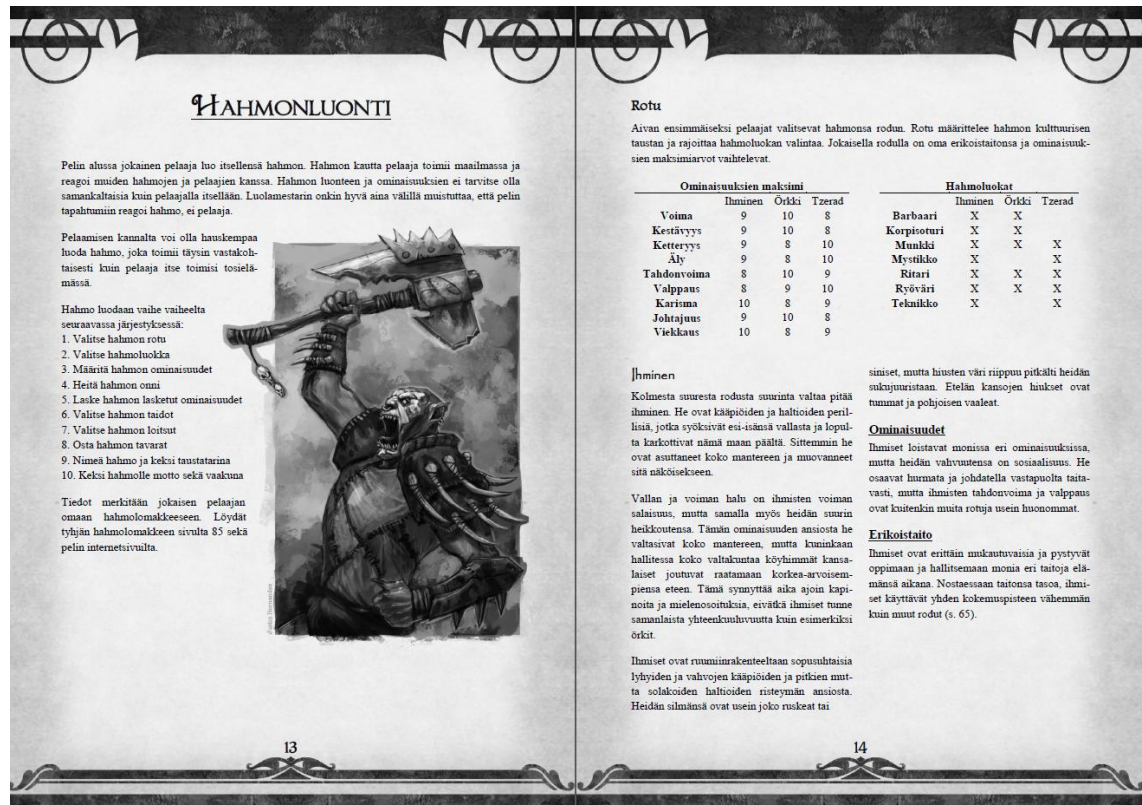 HAHMONLUONTI
Pelin alussa jokainen pelaaja luo itsellensä hahmon. Hahmon kautta pelaaja toimii maailmassa ja
reagoi muiden hahmojen ja pelaajien kanssa. Hahmon luonteen ja ominaisuuksien ei tarvitse olla
samankaltaisia kuin pelaajalla itsellään. Luolamestarin onkin hyvä aina välillä muistuttaa, että pelin
tapahtumiin reagoi hahmo, ei pelaaja.
Pelaamisen kannalta voi olla hauskempaa
luoda hahmo, joka toimii täysin vastakoh-
taisesti kuin pelaaja itse toimisi tosielä-
mässä.
Hahmo luodaan vaihe vaiheelta
seuraavassa järjestyksessä:
1. Valitse hahmon rotu
2. Valitse hahmoluokka
3. Määritä hahmon ominaisuudet
4. Heitä hahmon onni
5. Laske hahmon lasketut ominaisuudet
6. Valitse hahmon taidot
7. Valitse hahmon loitsut
8. Osta hahmon tavarat
9. Nimeä hahmo ja keksi taustatarina
10. Keksi hahmolle motto sekä vaakuna
Tiedot merkitään jokaisen pelaajan
omaan hahmolomakkeeseen. Löydät
tyhjän hahmolomakkeen sivulta 85 sekä
pelin internetsivuilta.
13
Rotu
Aivan ensimmäiseksi pelaajat valitsevat hahmonsa rodun. Rotu määrittelee hahmon kulttuurisen
taustan ja rajoittaa hahmoluokan valintaa. Jokaisella rodulla on oma erikoistaitonsa ja ominaisuuk-
sien maksimiarvot vaihtelevat.
Ominaisuuksien maksimi
Ihminen Örkki Tzerad
Voima 9 10 8
Kestävyys 9 10 8
Ketteryys 9 8 10
Äly 9 8 10
Tahdonvoima 8 10 9
Valppaus 8 9 10
Karisma 10 8 9
Johtajuus 9 10 8
Viekkaus 10 8 9
Hahmoluokat
Ihminen Örkki Tzerad
Barbaari X X
Korpisoturi X X
Munkki X X X
Mystikko X X
Ritari X X X
Ryöväri X X X
Teknikko X X
Ihminen
Kolmesta suuresta rodusta suurinta valtaa pitää
ihminen. He ovat kääpiöiden ja haltioiden peril-
lisiä, jotka syöksivät esi-isänsä vallasta ja lopul-
ta karkottivat nämä maan päältä. Sittemmin he
ovat asuttaneet koko mantereen ja muovanneet
sitä näköisekseen.
Vallan ja voiman halu on ihmisten voiman
salaisuus, mutta samalla myös heidän suurin
heikkoutensa. Tämän ominaisuuden ansiosta he
valtasivat koko mantereen, mutta kuninkaan
hallitessa koko valtakuntaa köyhimmät kansa-
laiset joutuvat raatamaan korkea-arvoisem-
piensa eteen. Tämä synnyttää aika ajoin kapi-
noita ja mielenosoituksia, eivätkä ihmiset tunne
samanlaista yhteenkuuluvuutta kuin esimerkiksi
örkit.
Ihmiset ovat ruumiinrakenteeltaan sopusuhtaisia
lyhyiden ja vahvojen kääpiöiden ja pitkien mut-
ta solakoiden haltioiden risteymän ansiosta.
Heidän silmänsä ovat usein joko ruskeat tai
siniset, mutta hiusten väri riippuu pitkälti heidän
sukujuuristaan. Etelän kansojen hiukset ovat
tummat ja pohjoisen vaaleat.
Ominaisuudet
Ihmiset loistavat monissa eri ominaisuuksissa,
mutta heidän vahvuutensa on sosiaalisuus. He
osaavat hurmata ja johdatella vastapuolta taita-
vasti, mutta ihmisten tahdonvoima ja valppaus
ovat kuitenkin muita rotuja usein huonommat.
Erikoistaito
Ihmiset ovat erittäin mukautuvaisia ja pystyvät
oppimaan ja hallitsemaan monia eri taitoja elä-
mänsä aikana. Nostaessaan taitonsa tasoa, ihmi-
set käyttävät yhden kokemuspisteen vähemmän
kuin muut rodut (s. 65).
14